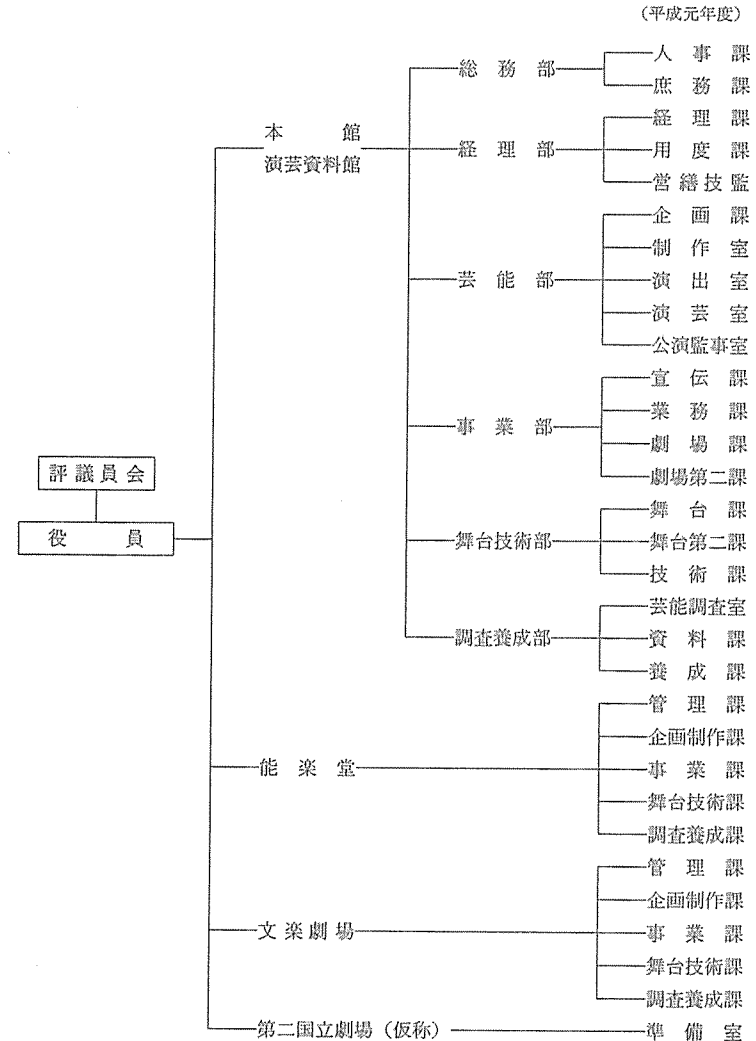 (平成元年度)
評議員会
役員
本館
演芸資料館
総務部
人事課
庶務課
経理部
経理課
用度課
営繕技監
芸能部
企画課
制作室
演出室
演芸室
公演監事室
事業部
宣伝課
業務課
劇場課
劇場第二課
舞台技術部
舞台課
舞台第二課
技術課
調査養成部
芸能調査室
資料課
養成課
能楽堂
管理課
企画制作課
事業課
舞台技術課
調査養成課
文楽劇場
管理課
企画制作課
事業課
舞台技術課
調査養成課
第二国立劇場(仮称)
準備室